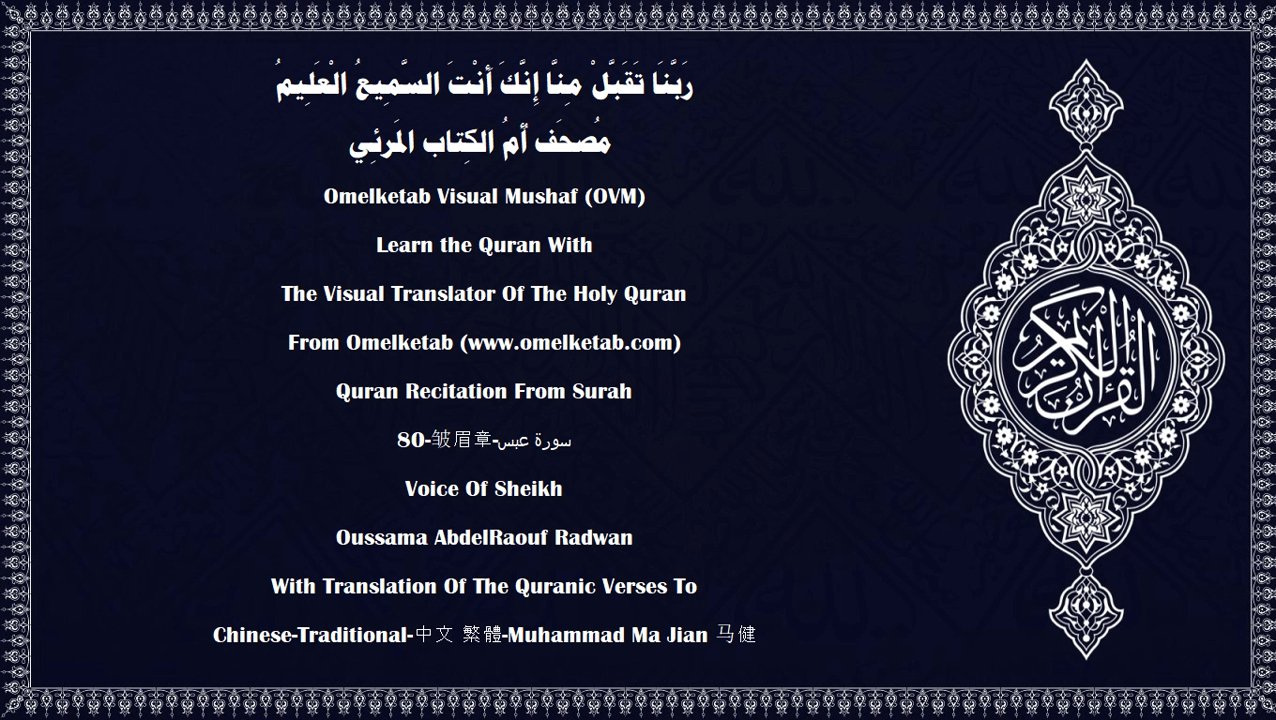 رَبَّنَا تَقَبَّلْ مِنَّا إِنَّكَ أَنْتَ السَّمِيعُ الْعَلِيمُ
مُصحَف أمُ الكِتاب المَرئِي
Omelketab Visual Mushaf (OVM)
Learn the Quran With
The Visual Translator Of The Holy Quran
From Omelketab (www.omelketab.com)
Quran Recitation From Surah
80-皱眉章-سورة عبس
Voice Of Sheikh
Oussama AbdelRaouf Radwan
With Translation Of The Quranic Verses To
Chinese-Traditional-中文 繁體-Muhammad Ma Jian 马健
القرآن الكريم